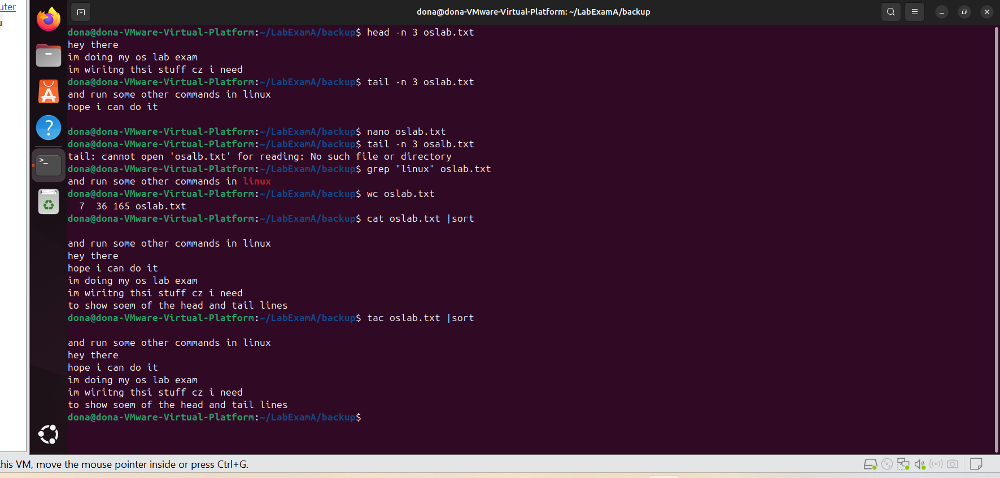 uter
dona@dona-VMware-Virtual-Platform: ~/LabExamA/backup
dona@dona-VMware-Virtual-Platform:~/LabExamA/backup$ head -n 3 oslab.txt
hey there
im doing my os lab exam
im wiritng thsi stuff cz i need
dona@dona-VMware-Virtual-Platform:~/LabExamA/backup$ tail -n 3 oslab.txt
and run some other commands in linux
hope i can do it
dona@dona-VMware-Virtual-Platform:~/LabExamA/backup$ nano oslab.txt
dona@dona-VMware-Virtual-Platform:~/LabExamA/backup$ tail -n 3 osalb.txt
tail: cannot open 'osalb.txt' for reading: No such file or directory
dona@dona-VMware-Virtual-Platform:~/LabExamA/backup$ grep "linux" oslab.txt
and run some other commands in linux
dona@dona-VMware-Virtual-Platform:~/LabExamA/backup$ wc oslab.txt
7 36 165 oslab.txt
dona@dona-VMware-Virtual-Platform:~/LabExamA/backup$ cat oslab.txt |sort
and run some other commands in linux
hey there
hope i can do it
im doing my os lab exam
im wiritng thsi stuff cz i need
to show soem of the head and tail lines
dona@dona-VMware-Virtual-Platform:~/LabExamA/backup$ tac oslab.txt |sort
and run some other commands in linux
hey there
hope i can do it
im doing my os lab exam
im wiritng thsi stuff cz i need
to show soem of the head and tail lines
dona@dona-VMware-Virtual-Platform:~/LabExamA/backup$
this VM, move the mouse pointer inside or press Ctrl+G.